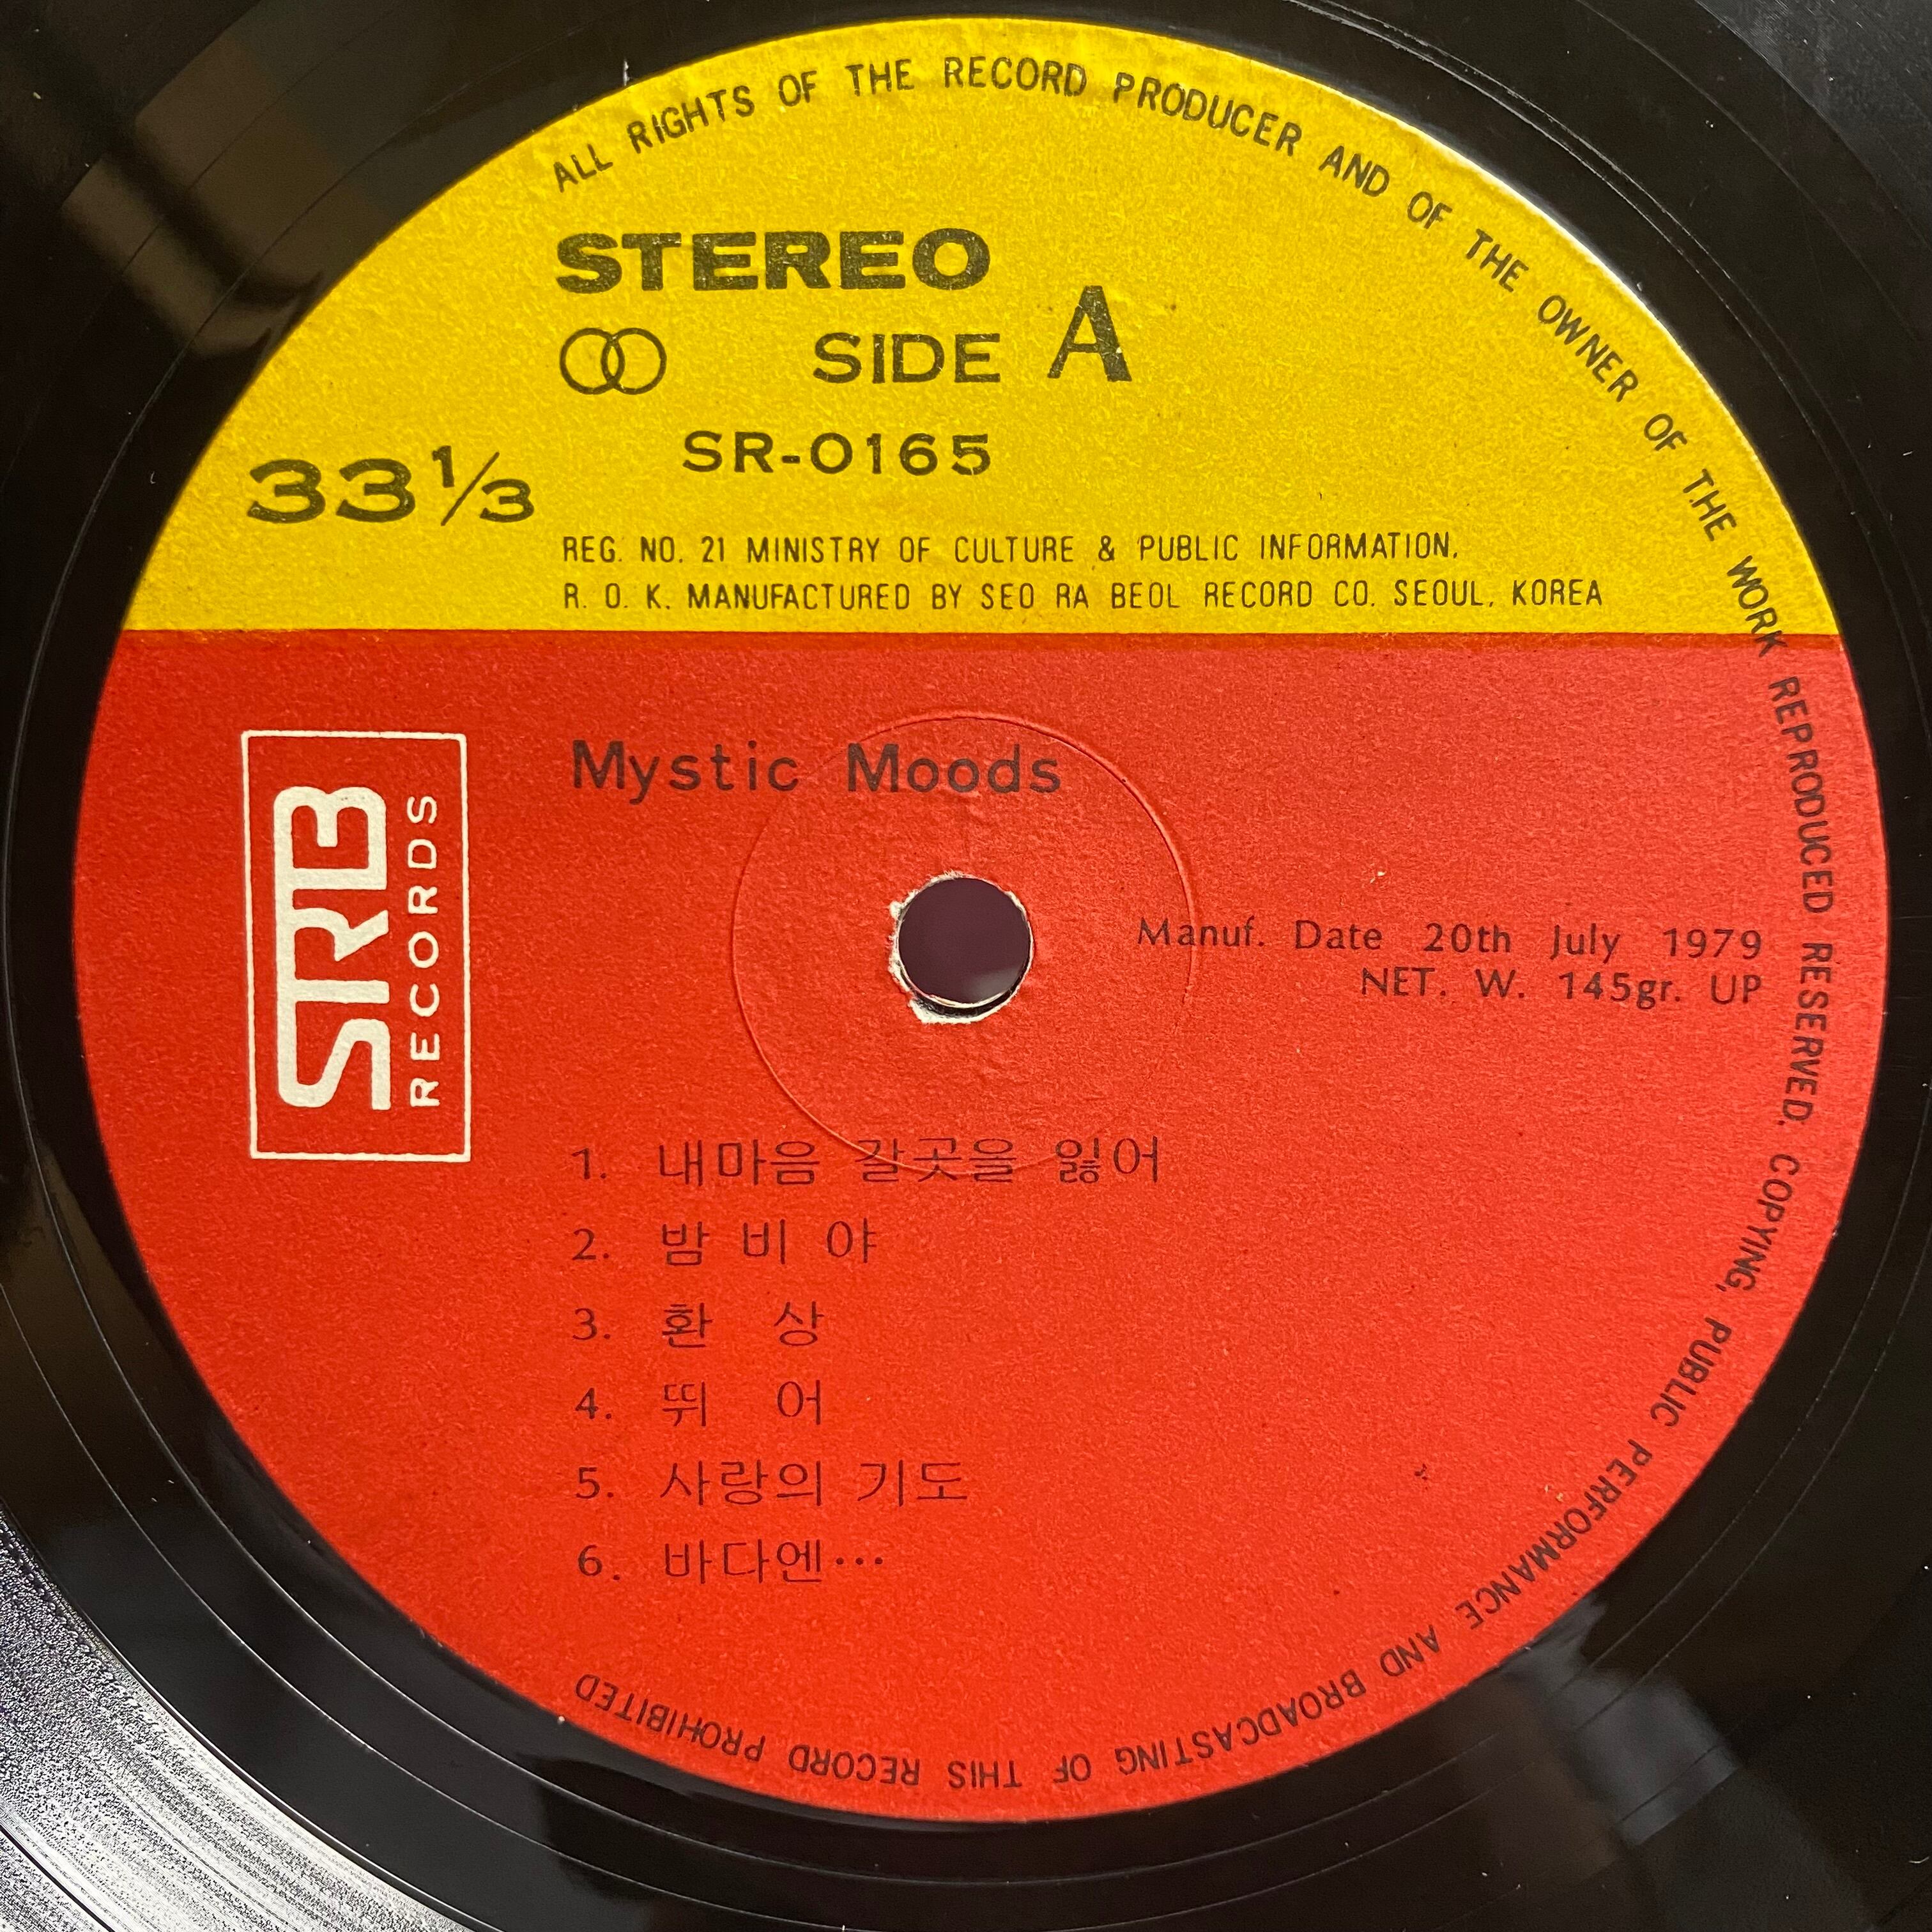 ALL RIGHTS OF THE RECORD PRODUCER AND OF THE OWNER OF THE WORK REPRODUCED RESERVED. COPYING, PUBLIC PERFORMANCE AND BROADCASTING OF THIS RECORD PROHIBITED
STEREO
SIDE A
SR-0165
33 1/3
REG. NO. 21 MINISTRY OF CULTURE & PUBLIC INFORMATION,
R. O. K. MANUFACTURED BY SEO RA BEOL RECORD CO. SEOUL, KOREA
STRB
RECORDS
Mystic Moods
Manuf. Date 20th July 1979
NET. W. 145gr. UP
1. 내마음 갈곳을 잃어
2. 밤 비 야
3. 환 상
4. 뛰 어
5. 사랑의 기도
6. 바다엔…